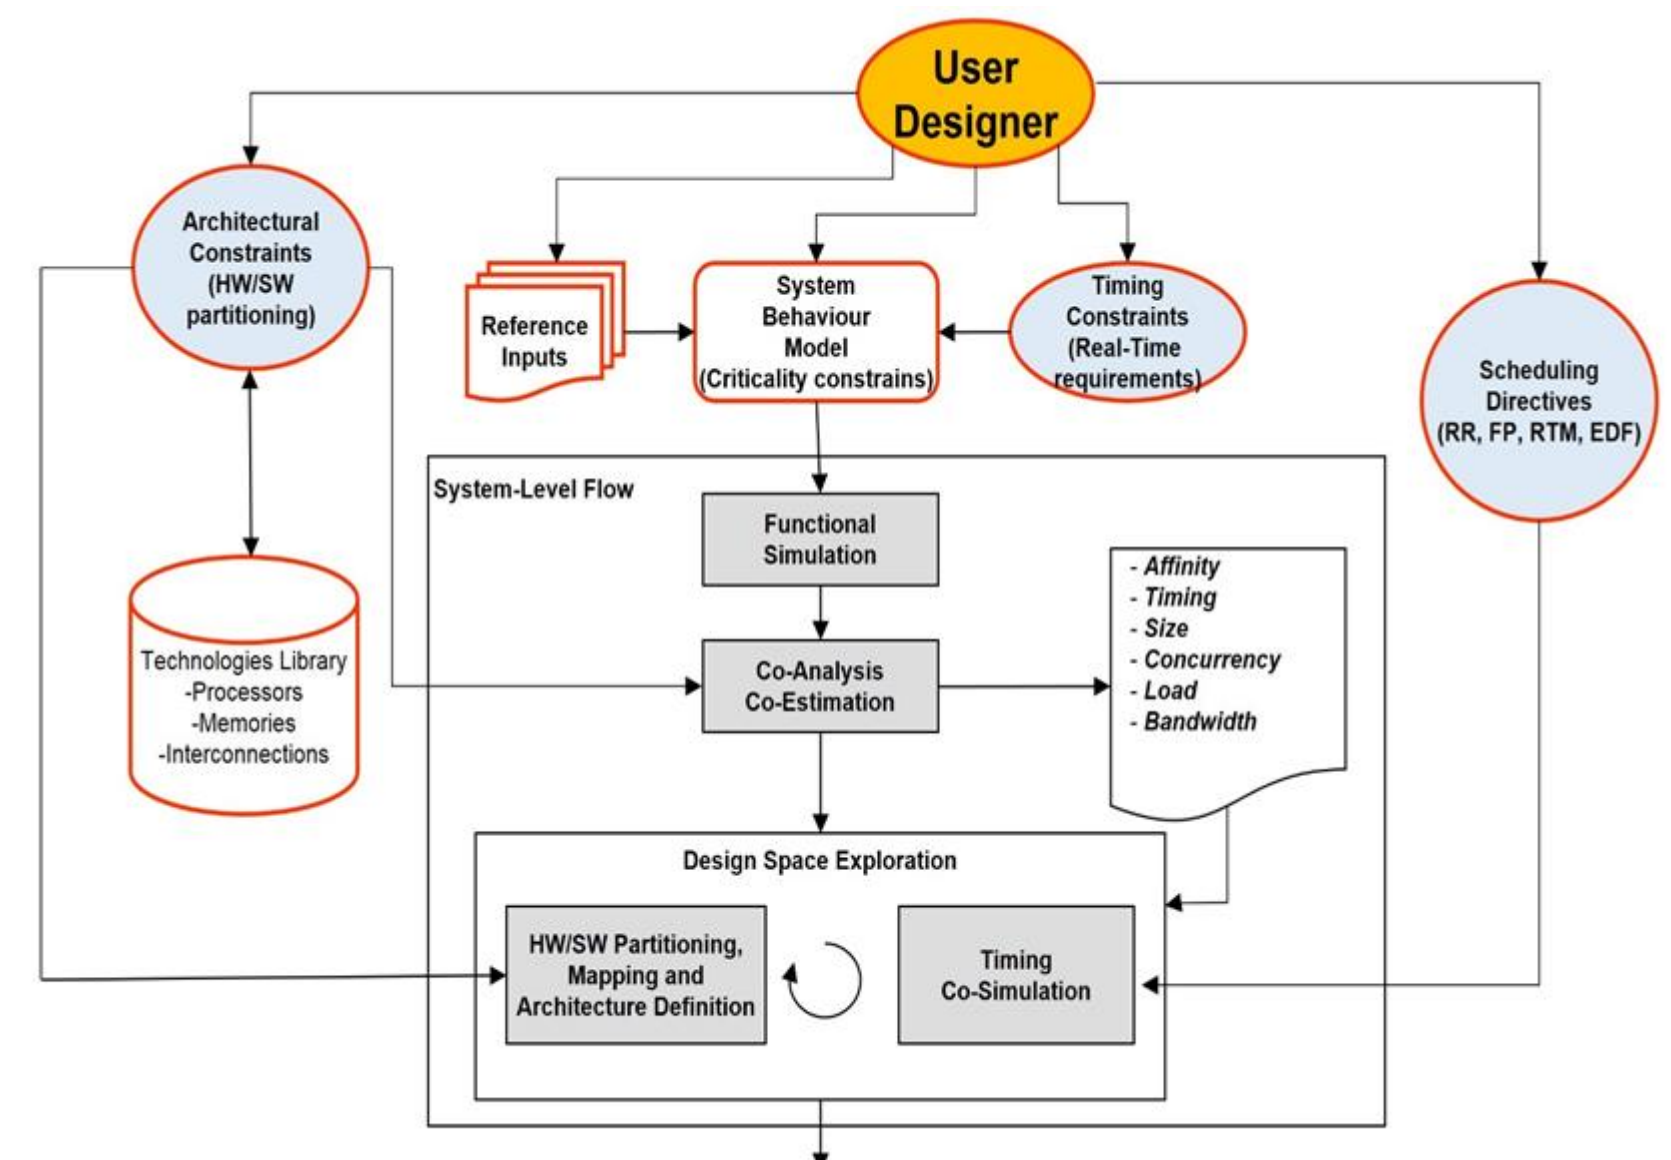 User
Designer
Architectural
Constraints
(HW/SW
partitioning)
Reference
Inputs
System
Behaviour
Model
(Criticality constrains)
Timing
Constraints
(Real-Time
requirements)
Scheduling
Directives
(RR, FP, RTM, EDF)
System-Level Flow
Functional
Simulation
Technologies Library
-Processors
-Memories
-Interconnections
Co-Analysis
Co-Estimation
- Affinity
- Timing
- Size
- Concurrency
- Load
- Bandwidth
Design Space Exploration
HW/SW Partitioning,
Mapping and
Architecture Definition
Timing
Co-Simulation